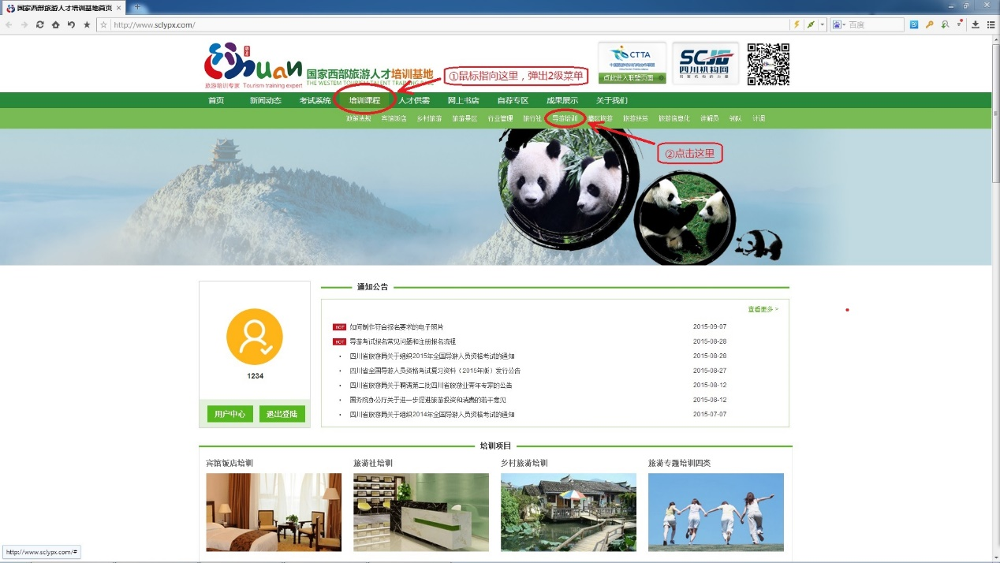 国家西部旅游人才培训基地首页
http://www.sclypx.com/
百度
huan
旅游培训专家 Tourism training expert
国家西部旅游人才培训基地
THE WESTEM TOURISM TALENT TRAINING BASE
CTTA
点此进入联盟页面
SCJG
四川机构网
①鼠标指向这里，弹出2级菜单
首页 新闻动态 考试系统 培训课程 人才供需 网上书店 自荐专区 成果展示 关于我们
政策法规 宾馆饭店 乡村旅游 旅游景区 行业管理 旅行社 导游培训 藏区旅游 旅游扶贫 旅游信息化 讲解员 领队 计调
②点击这里
通知公告
查看更多 >
HOT 如何制作符合报名要求的电子照片 2015-09-07
HOT 导游考试报名常见问题和注册报名流程 2015-08-28
· 四川省旅游局关于组织2015年全国导游人员资格考试的通知 2015-08-28
· 四川省全国导游人员资格考试复习资料（2015年版）发行公告 2015-08-27
· 四川省旅游局关于聘请第二批四川省旅游业青年专家的公告 2015-08-12
· 国务院办公厅关于进一步促进旅游投资和消费的若干意见 2015-08-12
· 四川省旅游局关于组织2014年全国导游人员资格考试的通知 2015-07-07
1234
用户中心 退出登陆
培训项目
宾馆饭店培训 旅游社培训 乡村旅游培训 旅游专题培训四类
http://www.sclypx.com/#